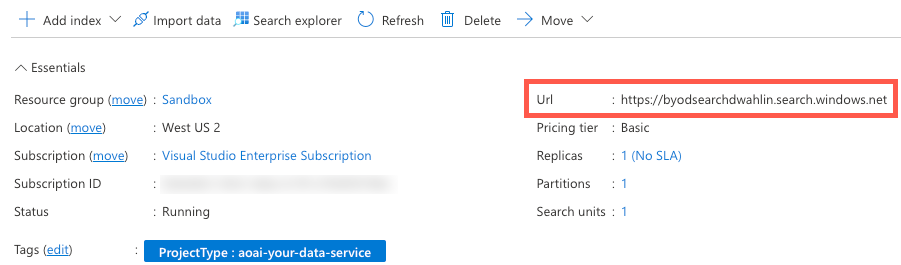 Add index Import data Search explorer Refresh Delete Move
Essentials
Resource group (move) : Sandbox
Location (move) : West US 2
Subscription (move) : Visual Studio Enterprise Subscription
Subscription ID :
Status : Running
Tags (edit) : ProjectType : aoai-your-data-service
Url : https://byodsearchdwahlin.search.windows.net
Pricing tier : Basic
Replicas : 1 (No SLA)
Partitions : 1
Search units : 1